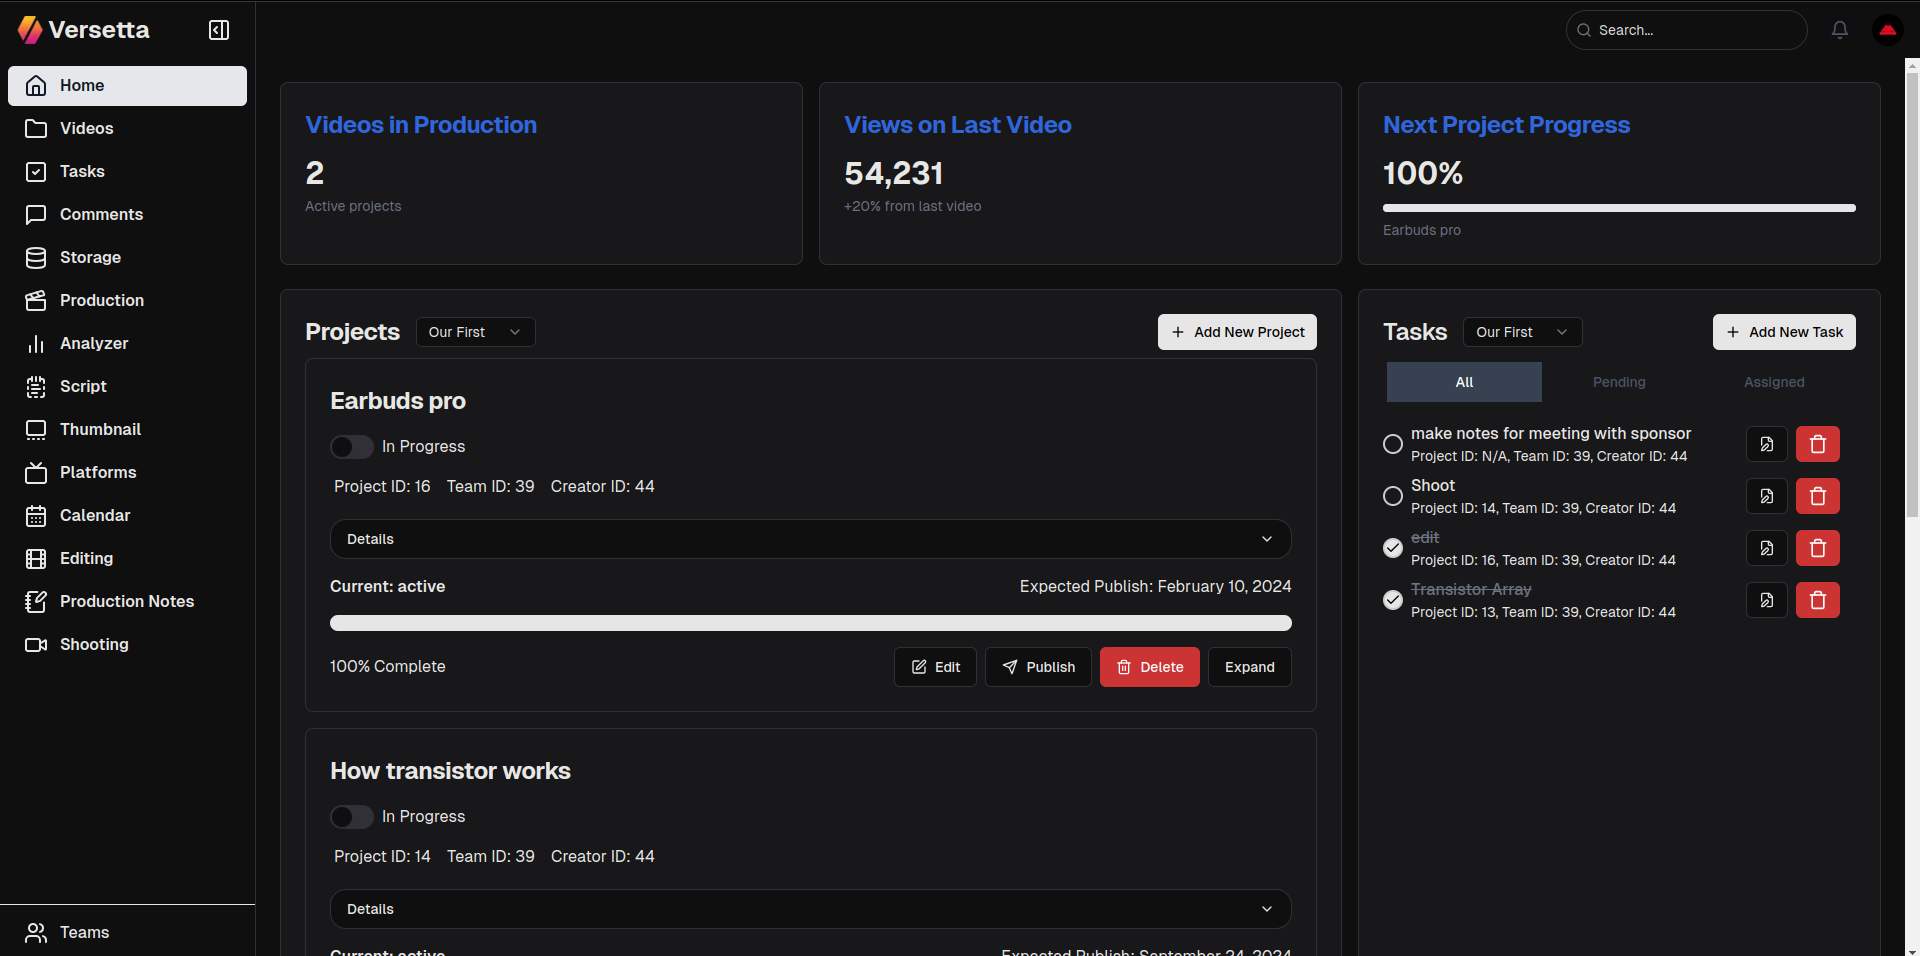 Versetta
Search...
Home
Videos
Tasks
Comments
Storage
Production
Analyzer
Script
Thumbnail
Platforms
Calendar
Editing
Production Notes
Shooting
Teams
Videos in Production
2
Active projects
Views on Last Video
54,231
+20% from last video
Next Project Progress
100%
Earbuds pro
Projects
Our First
Add New Project
Earbuds pro
In Progress
Project ID: 16 Team ID: 39 Creator ID: 44
Details
Current: active
Expected Publish: February 10, 2024
100% Complete
Edit
Publish
Delete
Expand
How transistor works
In Progress
Project ID: 14 Team ID: 39 Creator ID: 44
Details
Current: active
Expected Publish: September 24, 2024
Tasks
Our First
Add New Task
All
Pending
Assigned
make notes for meeting with sponsor
Project ID: N/A, Team ID: 39, Creator ID: 44
Shoot
Project ID: 14, Team ID: 39, Creator ID: 44
edit
Project ID: 16, Team ID: 39, Creator ID: 44
Transistor Array
Project ID: 13, Team ID: 39, Creator ID: 44